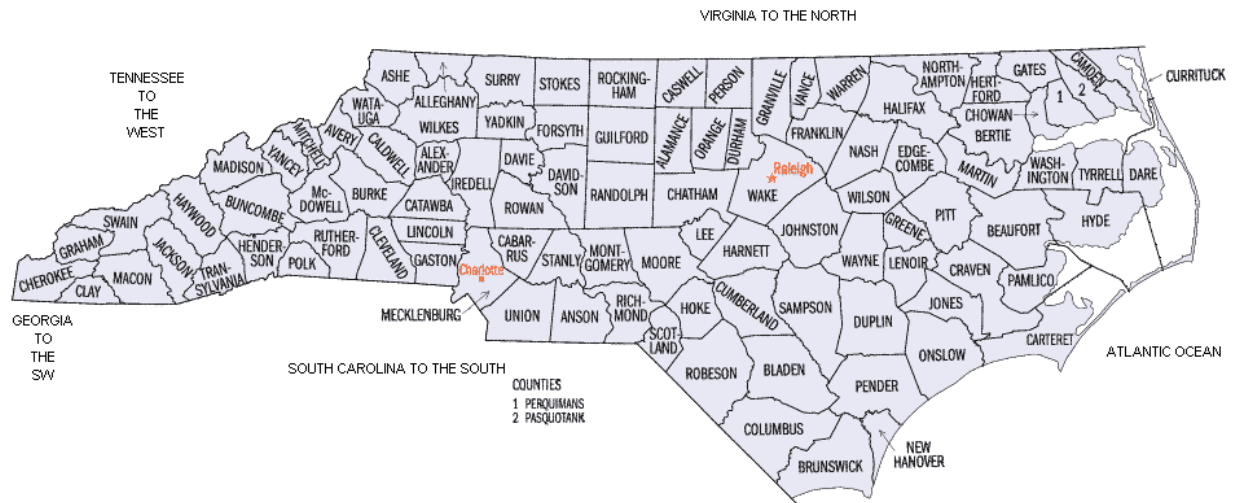 VIRGINIA TO THE NORTH
TENNESSEE
TO
THE
WEST
ASHE
ALLEGHANY
SURRY
STOKES
ROCKING-
HAM
CASWELL
PERSON
GRANVILLE
VANCE
WARREN
NORTH-
AMPTON
HERT-
FORD
GATES
CAMDEN
CURRITUCK
1
2
WATA-
UGA
WILKES
YADKIN
FORSYTH
GUILFORD
ALAMANCE
ORANGE
DURHAM
FRANKLIN
HALIFAX
CHOWAN
BERTIE
MITCHELL
AVERY
CALDWELL
ALEX-
ANDER
IREDELL
DAVIE
DAVID-
SON
RANDOLPH
CHATHAM
Raleigh
WAKE
NASH
EDGE-
COMBE
MARTIN
WASH-
INGTON
TYRRELL
DARE
MADISON
YANCEY
Mc-
DOWELL
BURKE
CATAWBA
ROWAN
WILSON
PITT
BEAUFORT
HYDE
SWAIN
HAYWOOD
BUNCOMBE
RUTHER-
FORD
CLEVELAND
LINCOLN
GASTON
CABAR-
RUS
STANLY
MONT-
GOMERY
MOORE
LEE
HARNETT
JOHNSTON
GREENE
WAYNE
LENOIR
CRAVEN
PAMLICO
GRAHAM
CHEROKEE
CLAY
MACON
JACKSON
TRAN-
SYLVANIA
HENDER-
SON
POLK
Charlotte
MECKLENBURG
UNION
ANSON
RICH-
MOND
SCOT-
LAND
HOKE
CUMBERLAND
SAMPSON
DUPLIN
JONES
CARTERET
ONSLOW
GEORGIA
TO
THE
SW
SOUTH CAROLINA TO THE SOUTH
ATLANTIC OCEAN
ROBESON
BLADEN
PENDER
COUNTIES
1 PERQUIMANS
2 PASQUOTANK
COLUMBUS
BRUNSWICK
NEW
HANOVER